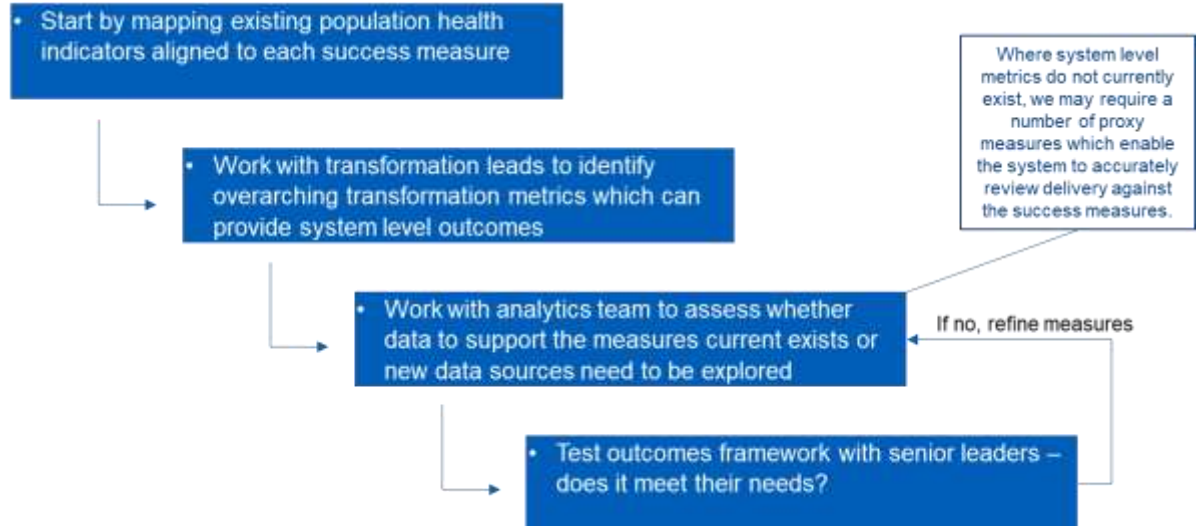 • Start by mapping existing population health
indicators aligned to each success measure
Where system level
metrics do not currently
exist, we may require a
number of proxy
measures which enable
the system to accurately
review delivery against
the success measures.
• Work with transformation leads to identify
overarching transformation metrics which can
provide system level outcomes
• Work with analytics team to assess whether
data to support the measures current exists or
new data sources need to be explored
If no, refine measures
• Test outcomes framework with senior leaders –
does it meet their needs?